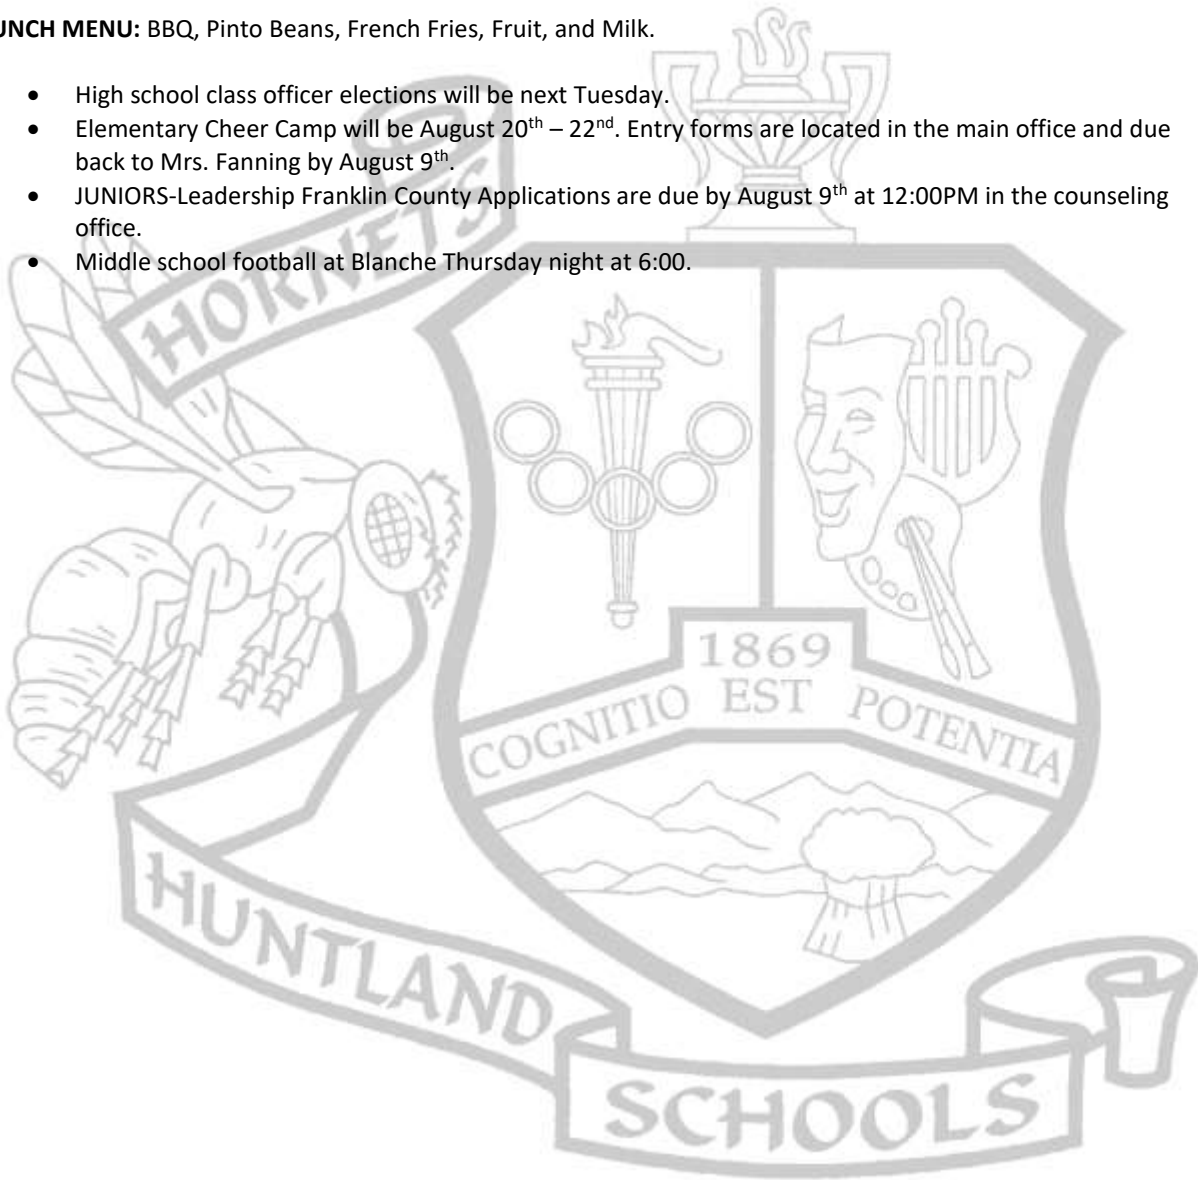 UNCH MENU: BBQ, Pinto Beans, French Fries, Fruit, and Milk.
• High school class officer elections will be next Tuesday.
• Elementary Cheer Camp will be August 20th – 22nd. Entry forms are located in the main office and due
back to Mrs. Fanning by August 9th.
• JUNIORS-Leadership Franklin County Applications are due by August 9th at 12:00PM in the counseling
office.
• Middle school football at Blanche Thursday night at 6:00.
HORNETS
1869
COGNITIO EST POTENTIA
HUNTLAND
SCHOOLS